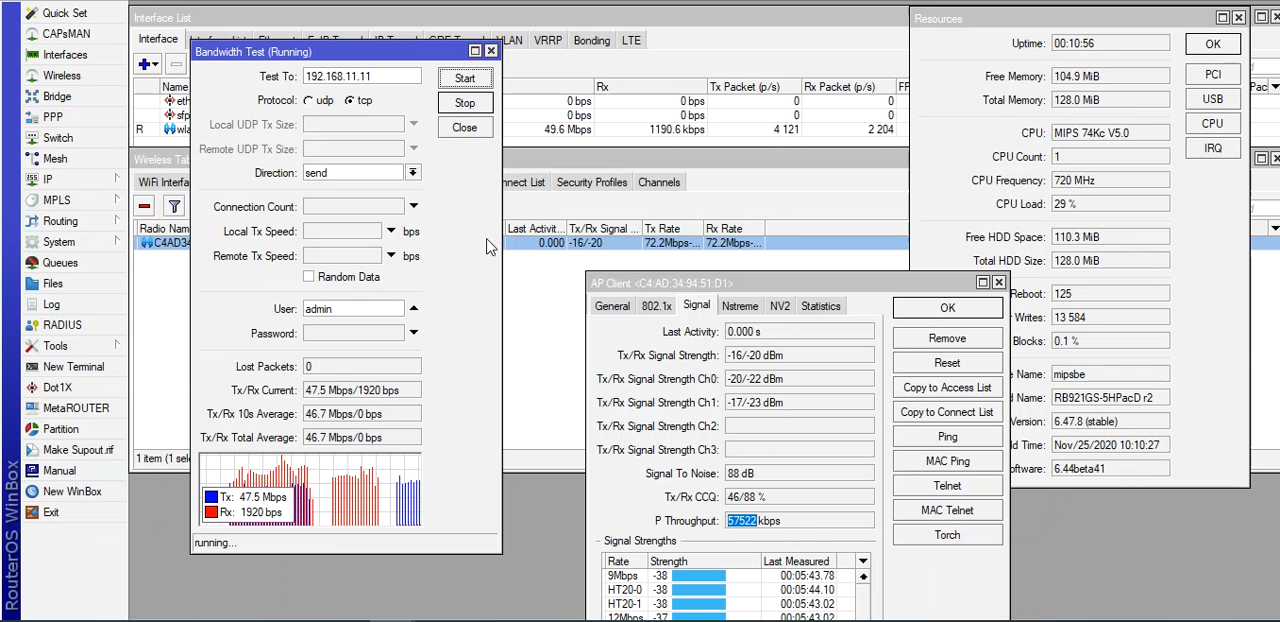 Quick Set
CAPsMAN
Interfaces
Wireless
Bridge
PPP
Switch
Mesh
IP
MPLS
Routing
System
Queues
Files
Log
RADIUS
Tools
New Terminal
Dot1X
MetaROUTER
Partition
Make Supout.rif
Manual
New WinBox
Exit
RouterOS WinBox
Interface List
Interface
VLAN VRRP Bonding LTE
Name Rx Tx Packet (p/s) Rx Packet (p/s)
0 bps 0 bps 0 0
0 bps 0 bps 0 0
R 49.6 Mbps 1190.6 kbps 4 121 2 204
Bandwidth Test (Running)
Test To: 192.168.11.11 Start
Protocol: udp tcp Stop
Local UDP Tx Size: Close
Remote UDP Tx Size:
Direction: send
Connection Count:
Local Tx Speed: bps
Remote Tx Speed: bps
Random Data
User: admin
Password:
Lost Packets: 0
Tx/Rx Current: 47.5 Mbps/1920 bps
Tx/Rx 10s Average: 46.7 Mbps/0 bps
Tx/Rx Total Average: 46.7 Mbps/0 bps
Tx: 47.5 Mbps
Rx: 1920 bps
running...
WiFi Interfa Security Profiles Channels
Radio Nam Last Activit... Tx/Rx Signal ... Tx Rate Rx Rate
C4AD34 0.000 -16/-20 72.2Mbps-... 72.2Mbps-...
1 item (1 sel
Resources
Uptime: 00:10:56 OK
Free Memory: 104.9 MiB PCI
Total Memory: 128.0 MiB USB
CPU: MIPS 74Kc V5.0 CPU
CPU Count: 1 IRQ
CPU Frequency: 720 MHz
CPU Load: 29 %
Free HDD Space: 110.3 MiB
Total HDD Size: 128.0 MiB
Reboot: 125
Writes: 13 584
Blocks: 0.1 %
Name: mipsbe
Name: RB921GS-5HPacD r2
Version: 6.47.8 (stable)
Time: Nov/25/2020 10:10:27
6.44beta41
AP Client <C4:AD:34:94:51:D1>
General 802.1x Signal Nstreme NV2 Statistics
Last Activity: 0.000 s
Tx/Rx Signal Strength: -16/-20 dBm
Tx/Rx Signal Strength Ch0: -20/-22 dBm
Tx/Rx Signal Strength Ch1: -17/-23 dBm
Tx/Rx Signal Strength Ch2:
Tx/Rx Signal Strength Ch3:
Signal To Noise: 88 dB
Tx/Rx CCQ: 46/88 %
P Throughput: 57522 kbps
Signal Strengths
Rate Strength Last Measured
9Mbps -38 00:05:43.78
HT20-0 -38 00:05:44.10
HT20-1 -38 00:05:43.02
12Mbps -37 00:05:43.02
OK
Remove
Reset
Copy to Access List
Copy to Connect List
Ping
MAC Ping
Telnet
MAC Telnet
Torch